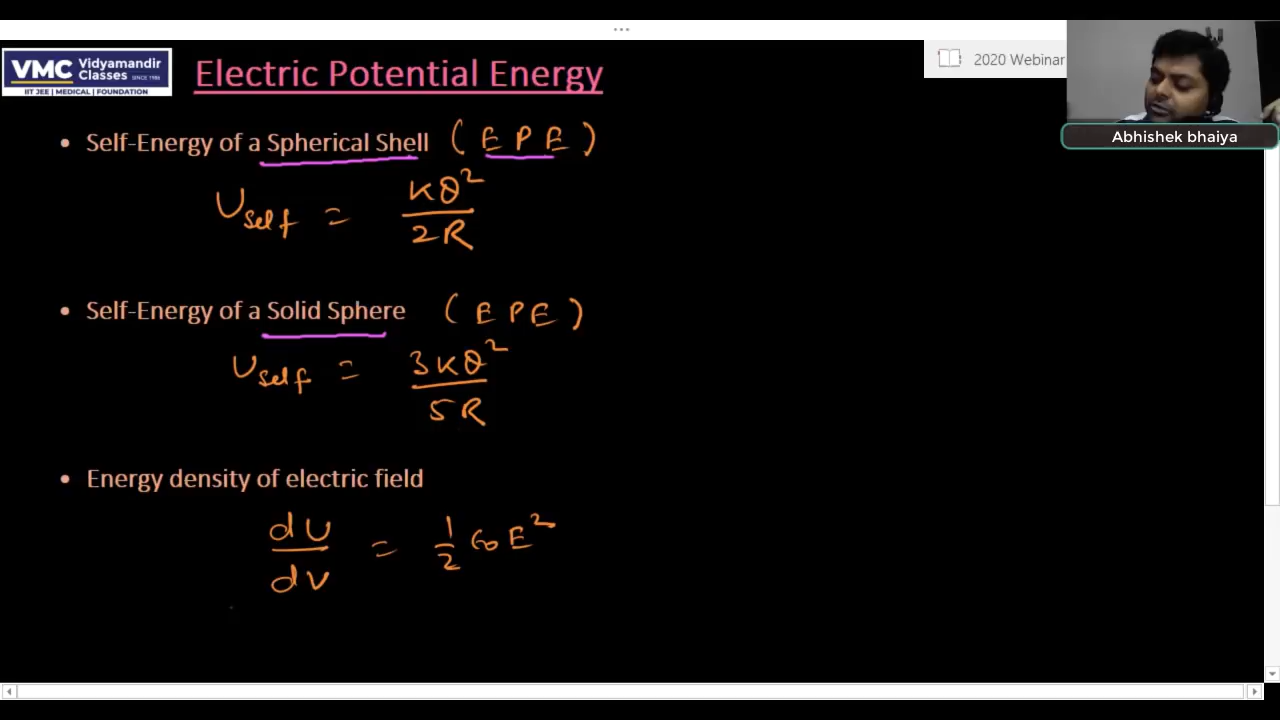 ...
VMC Vidyamandir Classes SINCE 1986
IIT JEE | MEDICAL | FOUNDATION
Electric Potential Energy
2020 Webinar
Abhishek bhaiya
• Self-Energy of a Spherical Shell (EPE)
U self = KQ²/2R
• Self-Energy of a Solid Sphere (EPE)
U self = 3KQ²/5R
• Energy density of electric field
dU/dV = 1/2 ε₀E²